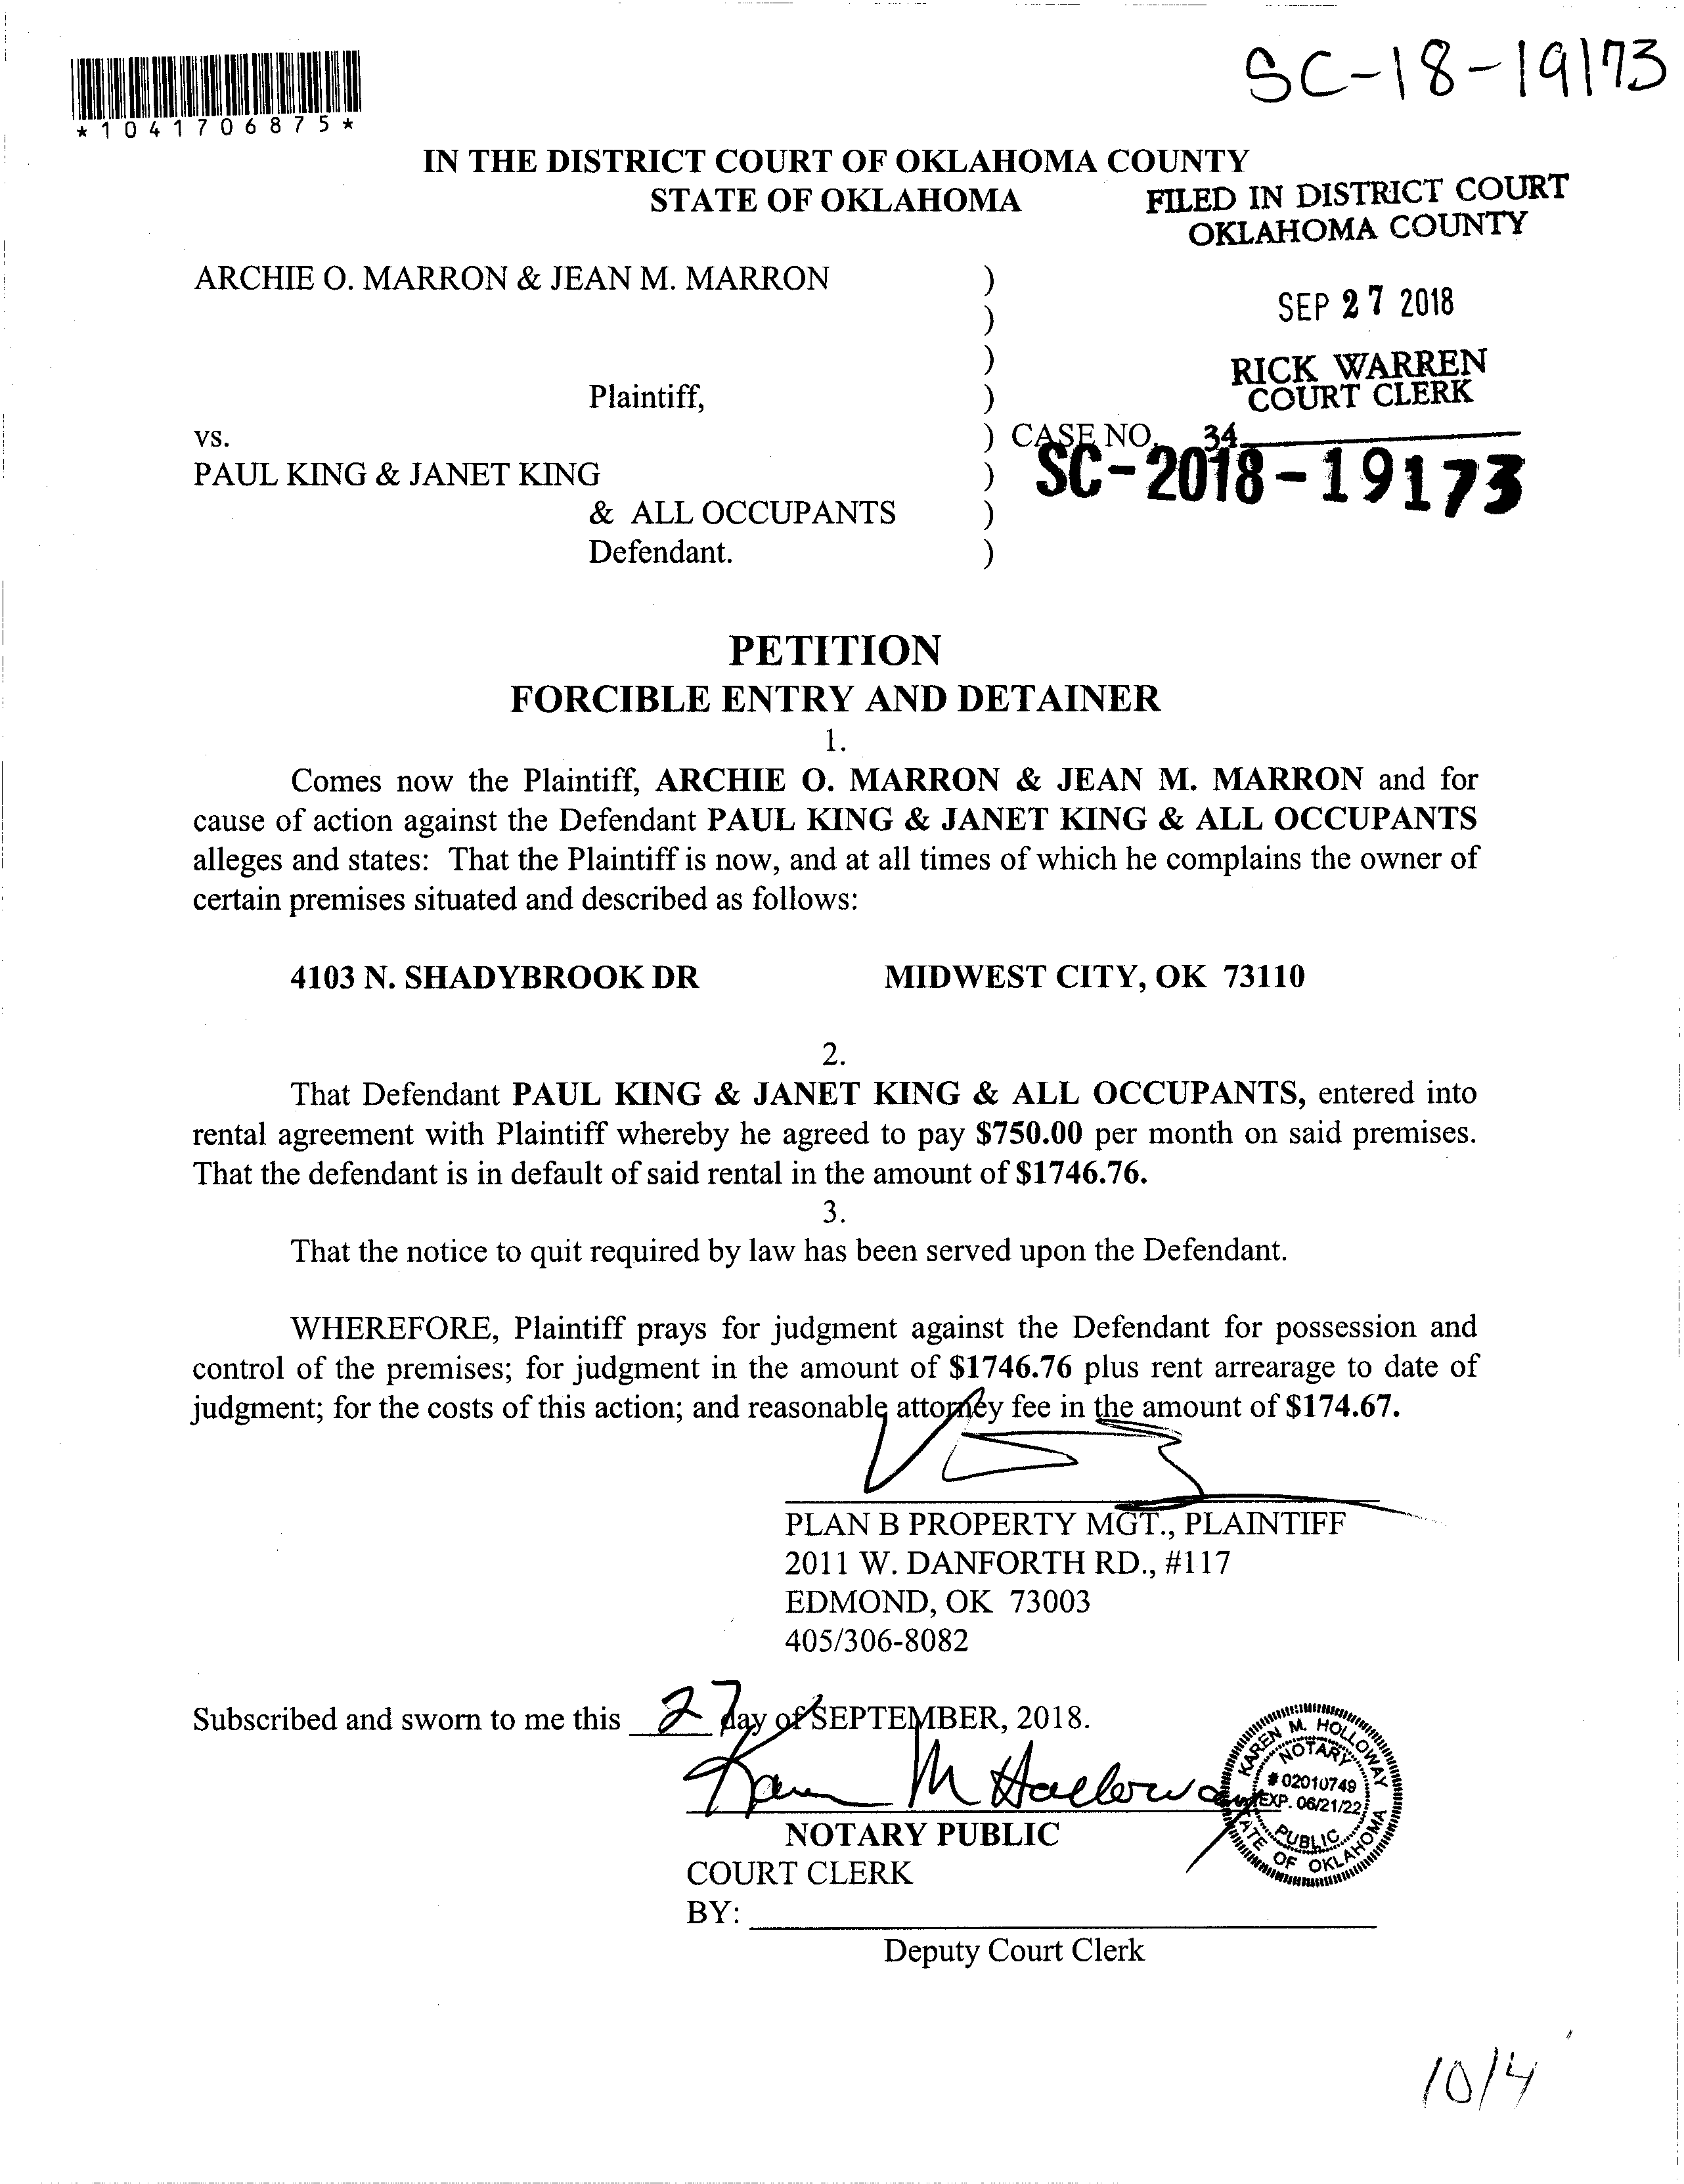 SC-18-19173
*1041706875*
IN THE DISTRICT COURT OF OKLAHOMA COUNTY
STATE OF OKLAHOMA
FILED IN DISTRICT COURT
OKLAHOMA COUNTY
ARCHIE O. MARRON & JEAN M. MARRON )
)
SEP 27 2018
)
RICK WARREN
COURT CLERK
Plaintiff, )
vs. ) CASE NO. 34
SC-2018-19173
PAUL KING & JANET KING )
& ALL OCCUPANTS )
Defendant. )
PETITION
FORCIBLE ENTRY AND DETAINER
1.
Comes now the Plaintiff, ARCHIE O. MARRON & JEAN M. MARRON and for
cause of action against the Defendant PAUL KING & JANET KING & ALL OCCUPANTS
alleges and states: That the Plaintiff is now, and at all times of which he complains the owner of
certain premises situated and described as follows:
4103 N. SHADYBROOK DR MIDWEST CITY, OK 73110
2.
That Defendant PAUL KING & JANET KING & ALL OCCUPANTS, entered into
rental agreement with Plaintiff whereby he agreed to pay $750.00 per month on said premises.
That the defendant is in default of said rental in the amount of $1746.76.
3.
That the notice to quit required by law has been served upon the Defendant.
WHEREFORE, Plaintiff prays for judgment against the Defendant for possession and
control of the premises; for judgment in the amount of $1746.76 plus rent arrearage to date of
judgment; for the costs of this action; and reasonable attorney fee in the amount of $174.67.
PLAN B PROPERTY MGT., PLAINTIFF
2011 W. DANFORTH RD., #117
EDMOND, OK 73003
405/306-8082
Subscribed and sworn to me this 27 day of SEPTEMBER, 2018.
Karen M Holloway
KAREN M. HOLLOWAY
NOTARY
# 02010749
EXP. 06/21/22
PUBLIC
STATE OF OKLAHOMA
NOTARY PUBLIC
COURT CLERK
BY:
Deputy Court Clerk
10/4